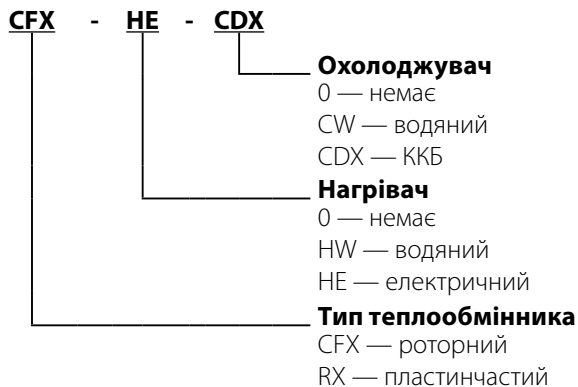 CFX - HE - CDX
Охолоджувач
0 — немає
CW — водяний
CDX — ККБ
Нагрівач
0 — немає
HW — водяний
HE — електричний
Тип теплообмінника
CFX — роторний
RX — пластинчастий